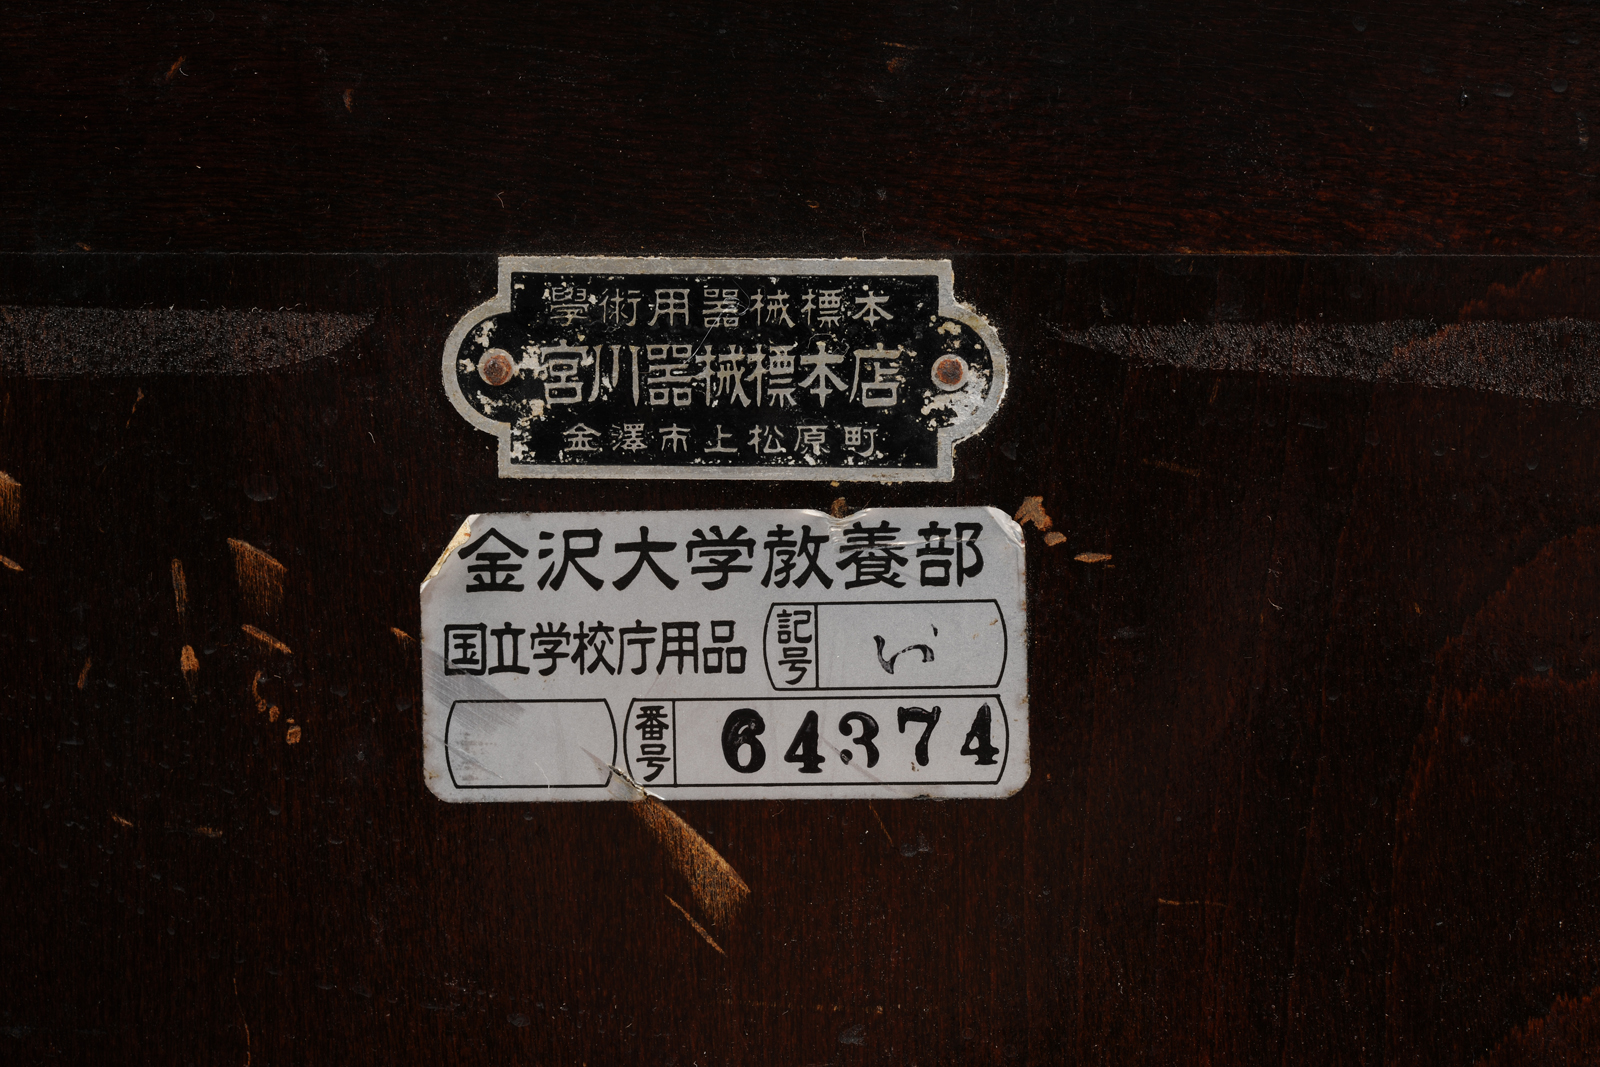 學術用器械標本
宮川器械標本店
金澤市上松原町
金沢大学教養部
国立学校庁用品
記号 い
番号 64374